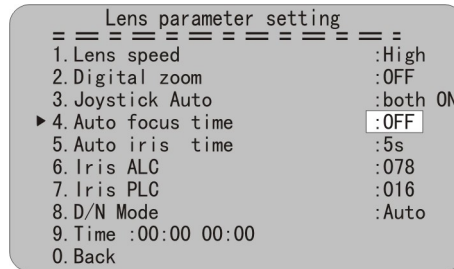 Lens parameter setting
1. Lens speed :High
2. Digital zoom :OFF
3. Joystick Auto :both ON
▶ 4. Auto focus time :OFF
5. Auto iris time :5s
6. Iris ALC :078
7. Iris PLC :016
8. D/N Mode :Auto
9. Time :00:00 00:00
0. Back